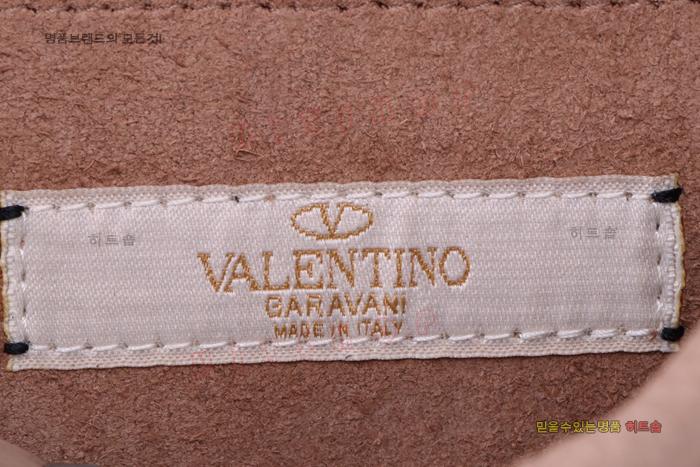 명품브랜드의 모든것!
히트숍 히트숍
VALENTINO
GARAVANI
MADE IN ITALY
믿을수있는명품 히트숍